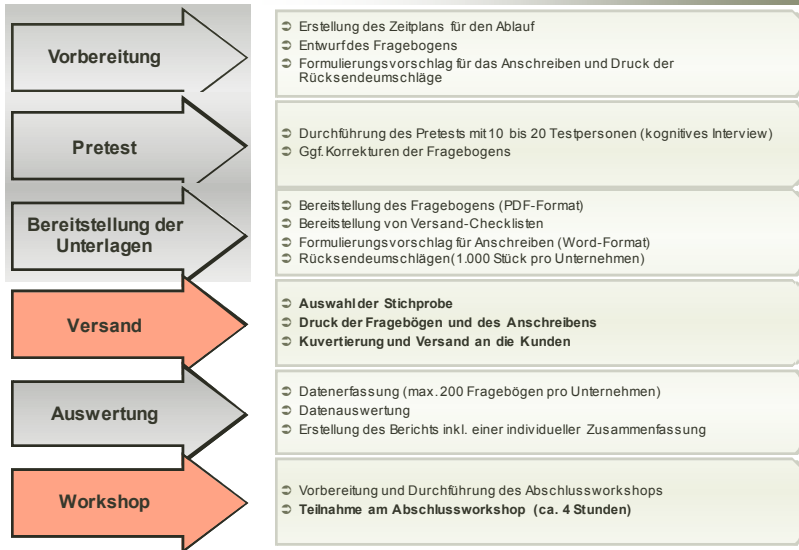 Vorbereitung
Erstellung des Zeitplans für den Ablauf
Entwurf des Fragebogens
Formulierungsvorschlag für das Anschreiben und Druck der
Rücksendeumschläge
Pretest
Durchführung des Pretests mit 10 bis 20 Testpersonen (kognitives Interview)
Ggf. Korrekturen der Fragebogens
Bereitstellung der
Unterlagen
Bereitstellung des Fragebogens (PDF-Format)
Bereitstellung von Versand-Checklisten
Formulierungsvorschlag für Anschreiben (Word-Format)
Rücksendeumschlägen (1.000 Stück pro Unternehmen)
Versand
Auswahl der Stichprobe
Druck der Fragebögen und des Anschreibens
Kuvertierung und Versand an die Kunden
Auswertung
Datenerfassung (max. 200 Fragebögen pro Unternehmen)
Datenauswertung
Erstellung des Berichts inkl. einer individueller Zusammenfassung
Workshop
Vorbereitung und Durchführung des Abschlussworkshops
Teilnahme am Abschlussworkshop (ca. 4 Stunden)